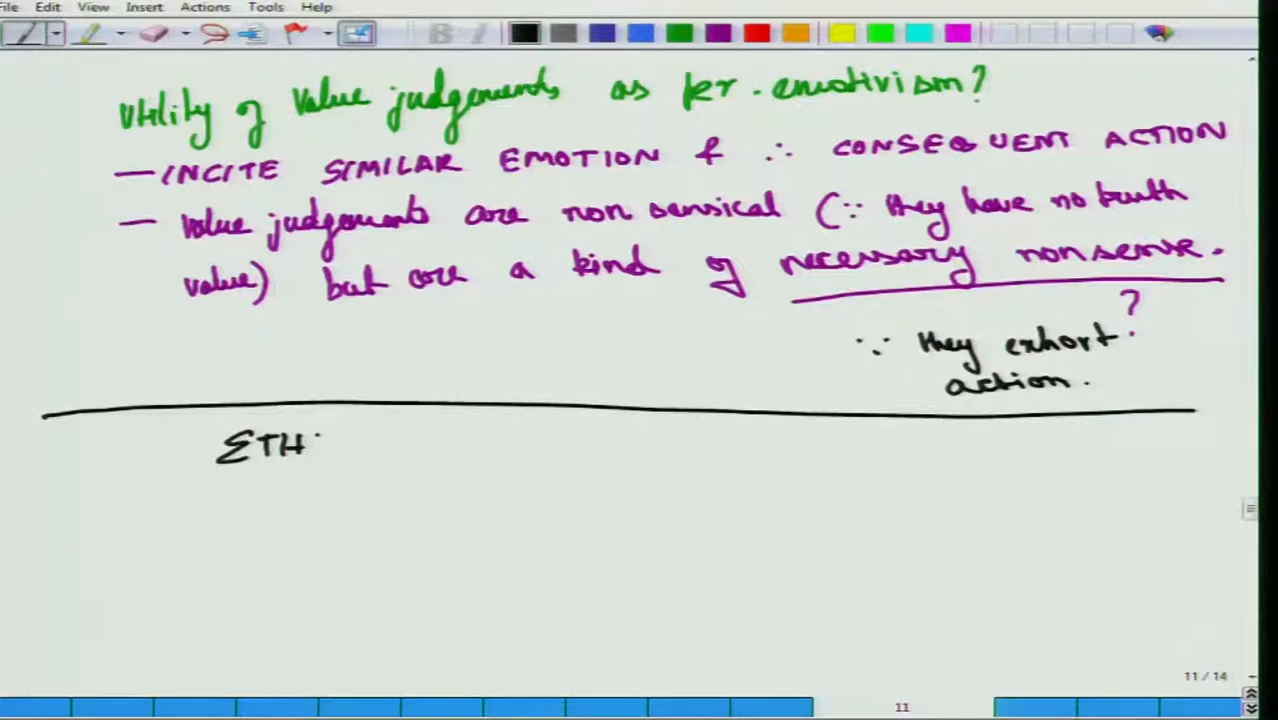 File Edit View Insert Actions Tools Help
B I
Utility of value judgements as per. emotivism?
— INCITE SIMILAR EMOTION & ∴ CONSEQUENT ACTION
— value judgements are non sensical (∵ they have no truth
value) but are a kind of necessary nonsense.
?
∵ they exhort
action.
ETH
11 / 14
11